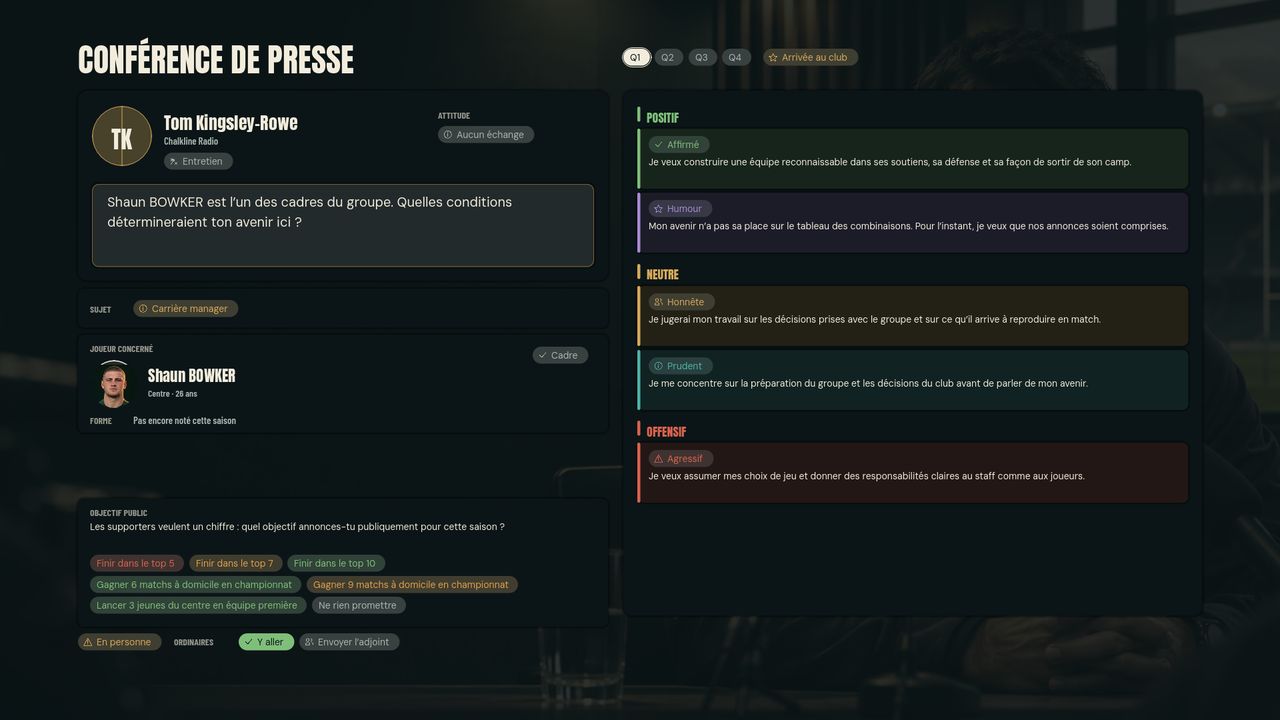 CONFÉRENCE DE PRESSE
Q1
Q2
Q3
Q4
Arrivée au club
TK
Tom Kingsley-Rowe
Chalkline Radio
Entretien
ATTITUDE
Aucun échange
Shaun BOWKER est l'un des cadres du groupe. Quelles conditions
détermineraient ton avenir ici ?
SUJET
Carrière manager
JOUEUR CONCERNÉ
Cadre
Shaun BOWKER
Centre · 26 ans
FORME
Pas encore noté cette saison
OBJECTIF PUBLIC
Les supporters veulent un chiffre : quel objectif annonces-tu publiquement pour cette saison ?
Finir dans le top 5
Finir dans le top 7
Finir dans le top 10
Gagner 6 matchs à domicile en championnat
Gagner 9 matchs à domicile en championnat
Lancer 3 jeunes du centre en équipe première
Ne rien promettre
En personne
ORDINAIRES
Y aller
Envoyer l'adjoint
POSITIF
Affirmé
Je veux construire une équipe reconnaissable dans ses soutiens, sa défense et sa façon de sortir de son camp.
Humour
Mon avenir n'a pas sa place sur le tableau des combinaisons. Pour l'instant, je veux que nos annonces soient comprises.
NEUTRE
Honnête
Je jugerai mon travail sur les décisions prises avec le groupe et sur ce qu'il arrive à reproduire en match.
Prudent
Je me concentre sur la préparation du groupe et les décisions du club avant de parler de mon avenir.
OFFENSIF
Agressif
Je veux assumer mes choix de jeu et donner des responsabilités claires au staff comme aux joueurs.